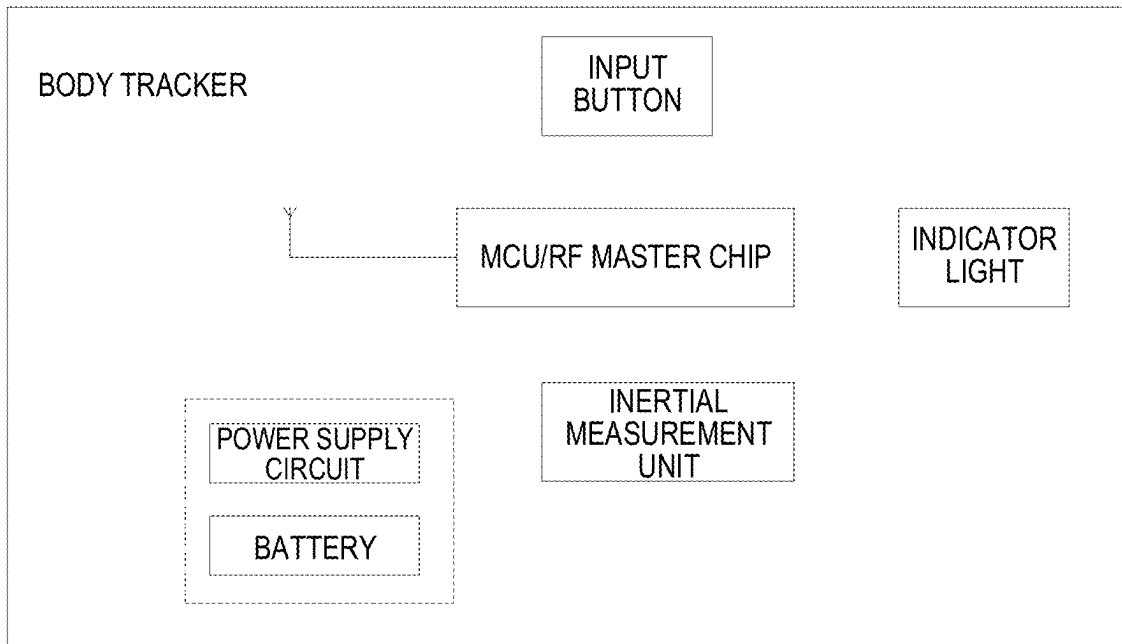 BODY TRACKER
INPUT
BUTTON
MCU/RF MASTER CHIP
INDICATOR
LIGHT
INERTIAL
MEASUREMENT
UNIT
POWER SUPPLY
CIRCUIT
BATTERY